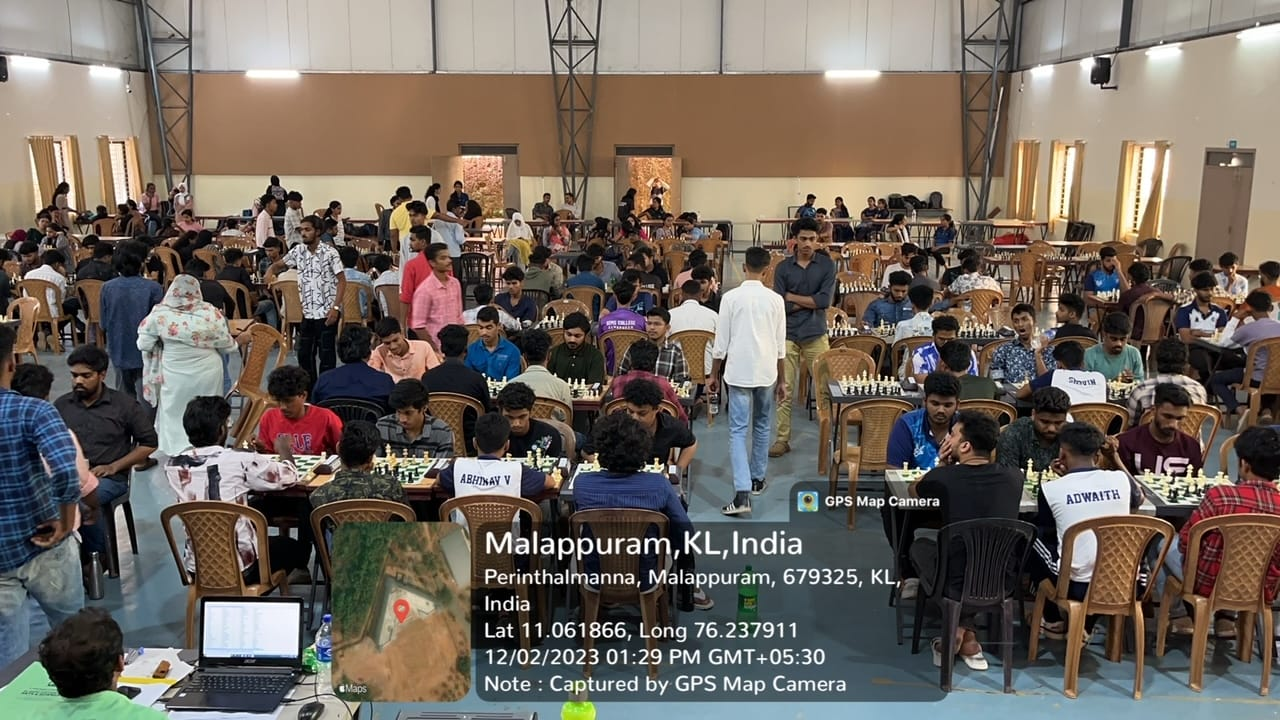 ABHINAV V
ADWAITH
GPS Map Camera
Malappuram,KL,India
Perinthalmanna, Malappuram, 679325, KL,
India
Lat 11.061866, Long 76.237911
12/02/2023 01:29 PM GMT+05:30
Note : Captured by GPS Map Camera
Maps
acer